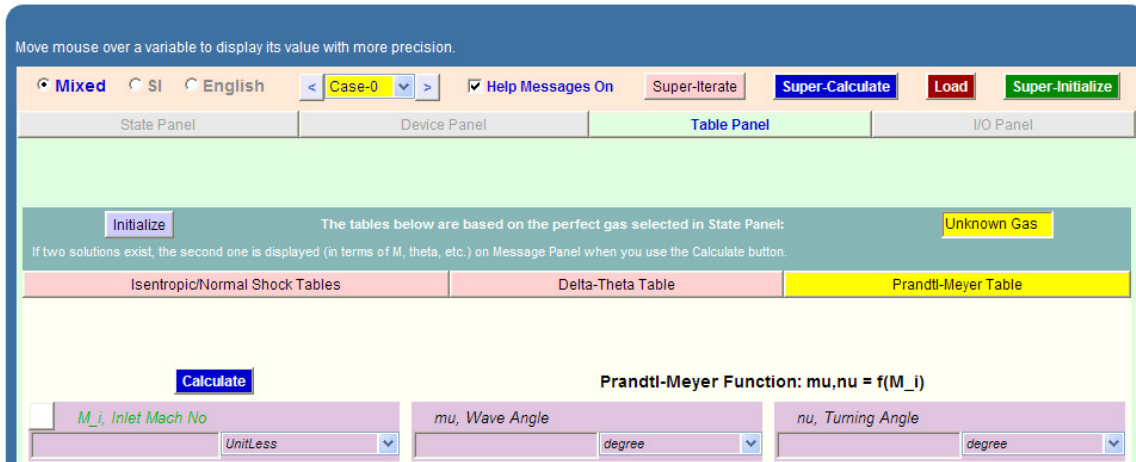 Move mouse over a variable to display its value with more precision.
Mixed SI English < Case-0 > Help Messages On Super-Iterate Super-Calculate Load Super-Initialize
State Panel Device Panel Table Panel I/O Panel
Initialize The tables below are based on the perfect gas selected in State Panel: Unknown Gas
If two solutions exist, the second one is displayed (in terms of M, theta, etc.) on Message Panel when you use the Calculate button.
Isentropic/Normal Shock Tables Delta-Theta Table Prandtl-Meyer Table
Calculate Prandtl-Meyer Function: mu,nu = f(M_i)
M_i, Inlet Mach No mu, Wave Angle nu, Turning Angle
UnitLess degree degree